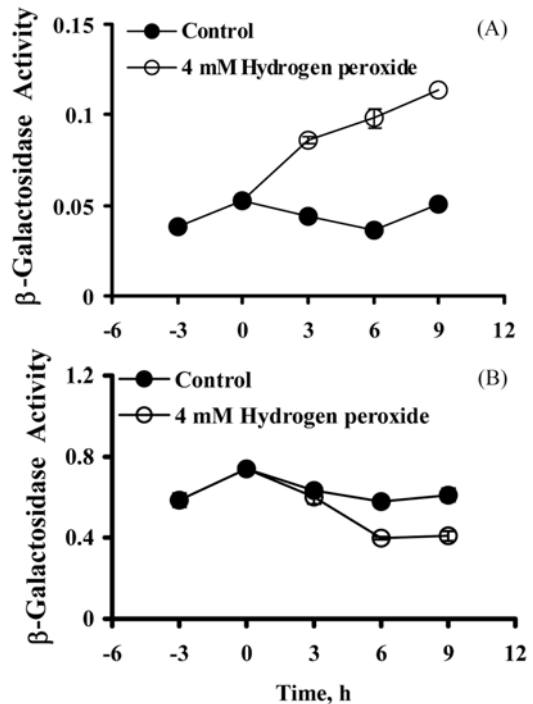 0.15
Control
(A)
4 mM Hydrogen peroxide
0.1
0.05
0
β-Galactosidase Activity
-6 -3 0 3 6 9 12
1.2
Control
(B)
4 mM Hydrogen peroxide
0.8
0.4
0
β-Galactosidase Activity
-6 -3 0 3 6 9 12
Time, h